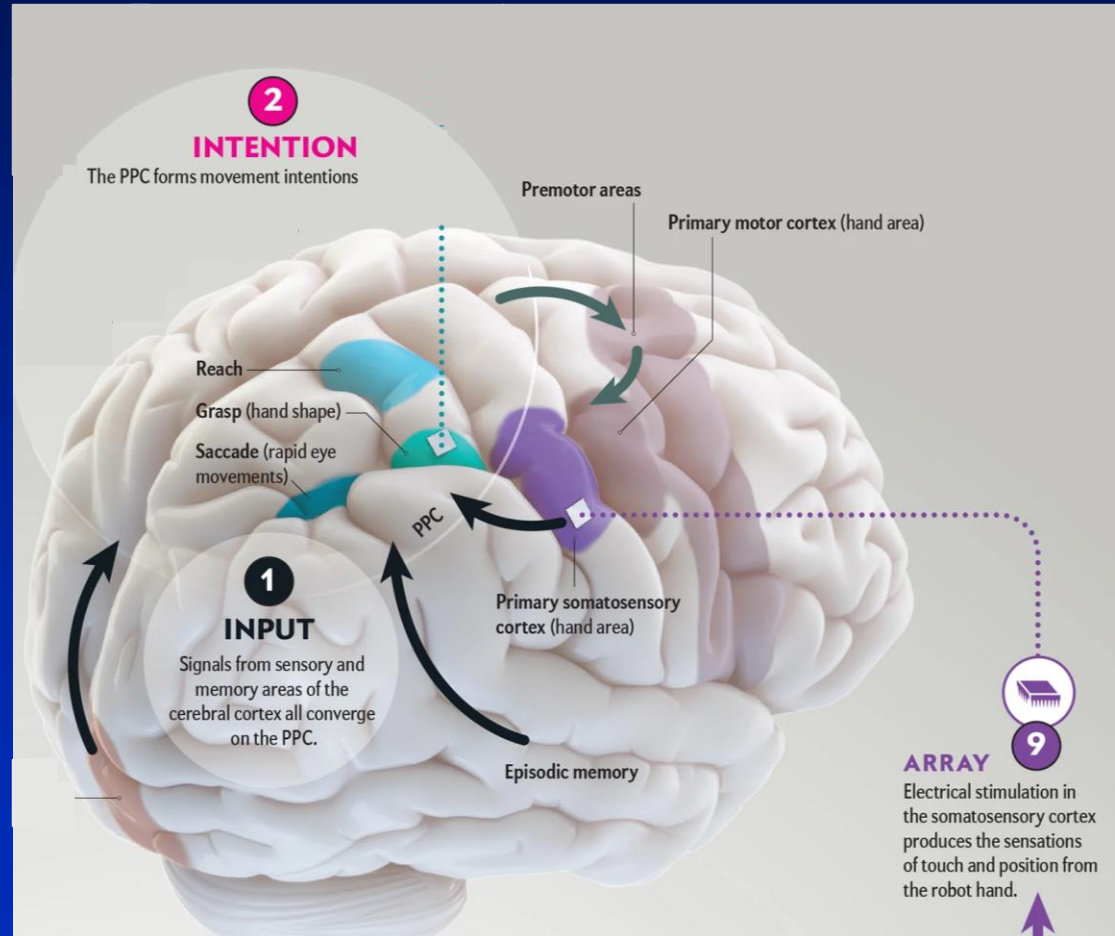 2
INTENTION
The PPC forms movement intentions
Premotor areas
Primary motor cortex (hand area)
Reach
Grasp (hand shape)
Saccade (rapid eye
movements)
PPC
1
INPUT
Signals from sensory and
memory areas of the
cerebral cortex all converge
on the PPC.
Primary somatosensory
cortex (hand area)
Episodic memory
9
ARRAY
Electrical stimulation in
the somatosensory cortex
produces the sensations
of touch and position from
the robot hand.